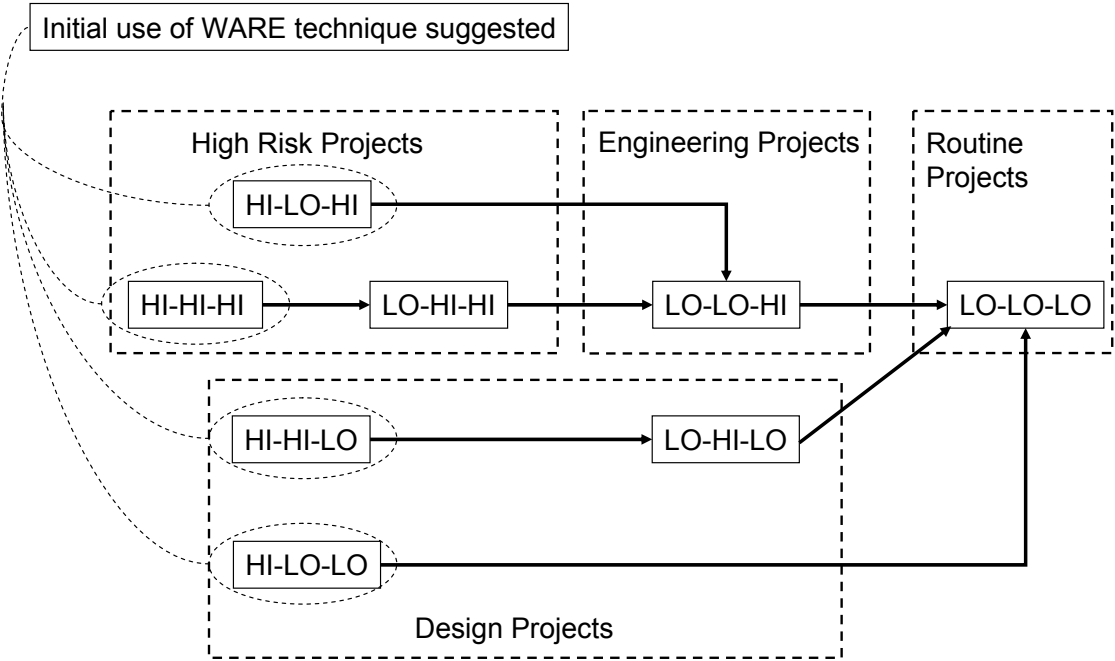 Initial use of WARE technique suggested
High Risk Projects
Engineering Projects
Routine
Projects
HI-LO-HI
HI-HI-HI
LO-HI-HI
LO-LO-HI
LO-LO-LO
HI-HI-LO
LO-HI-LO
HI-LO-LO
Design Projects